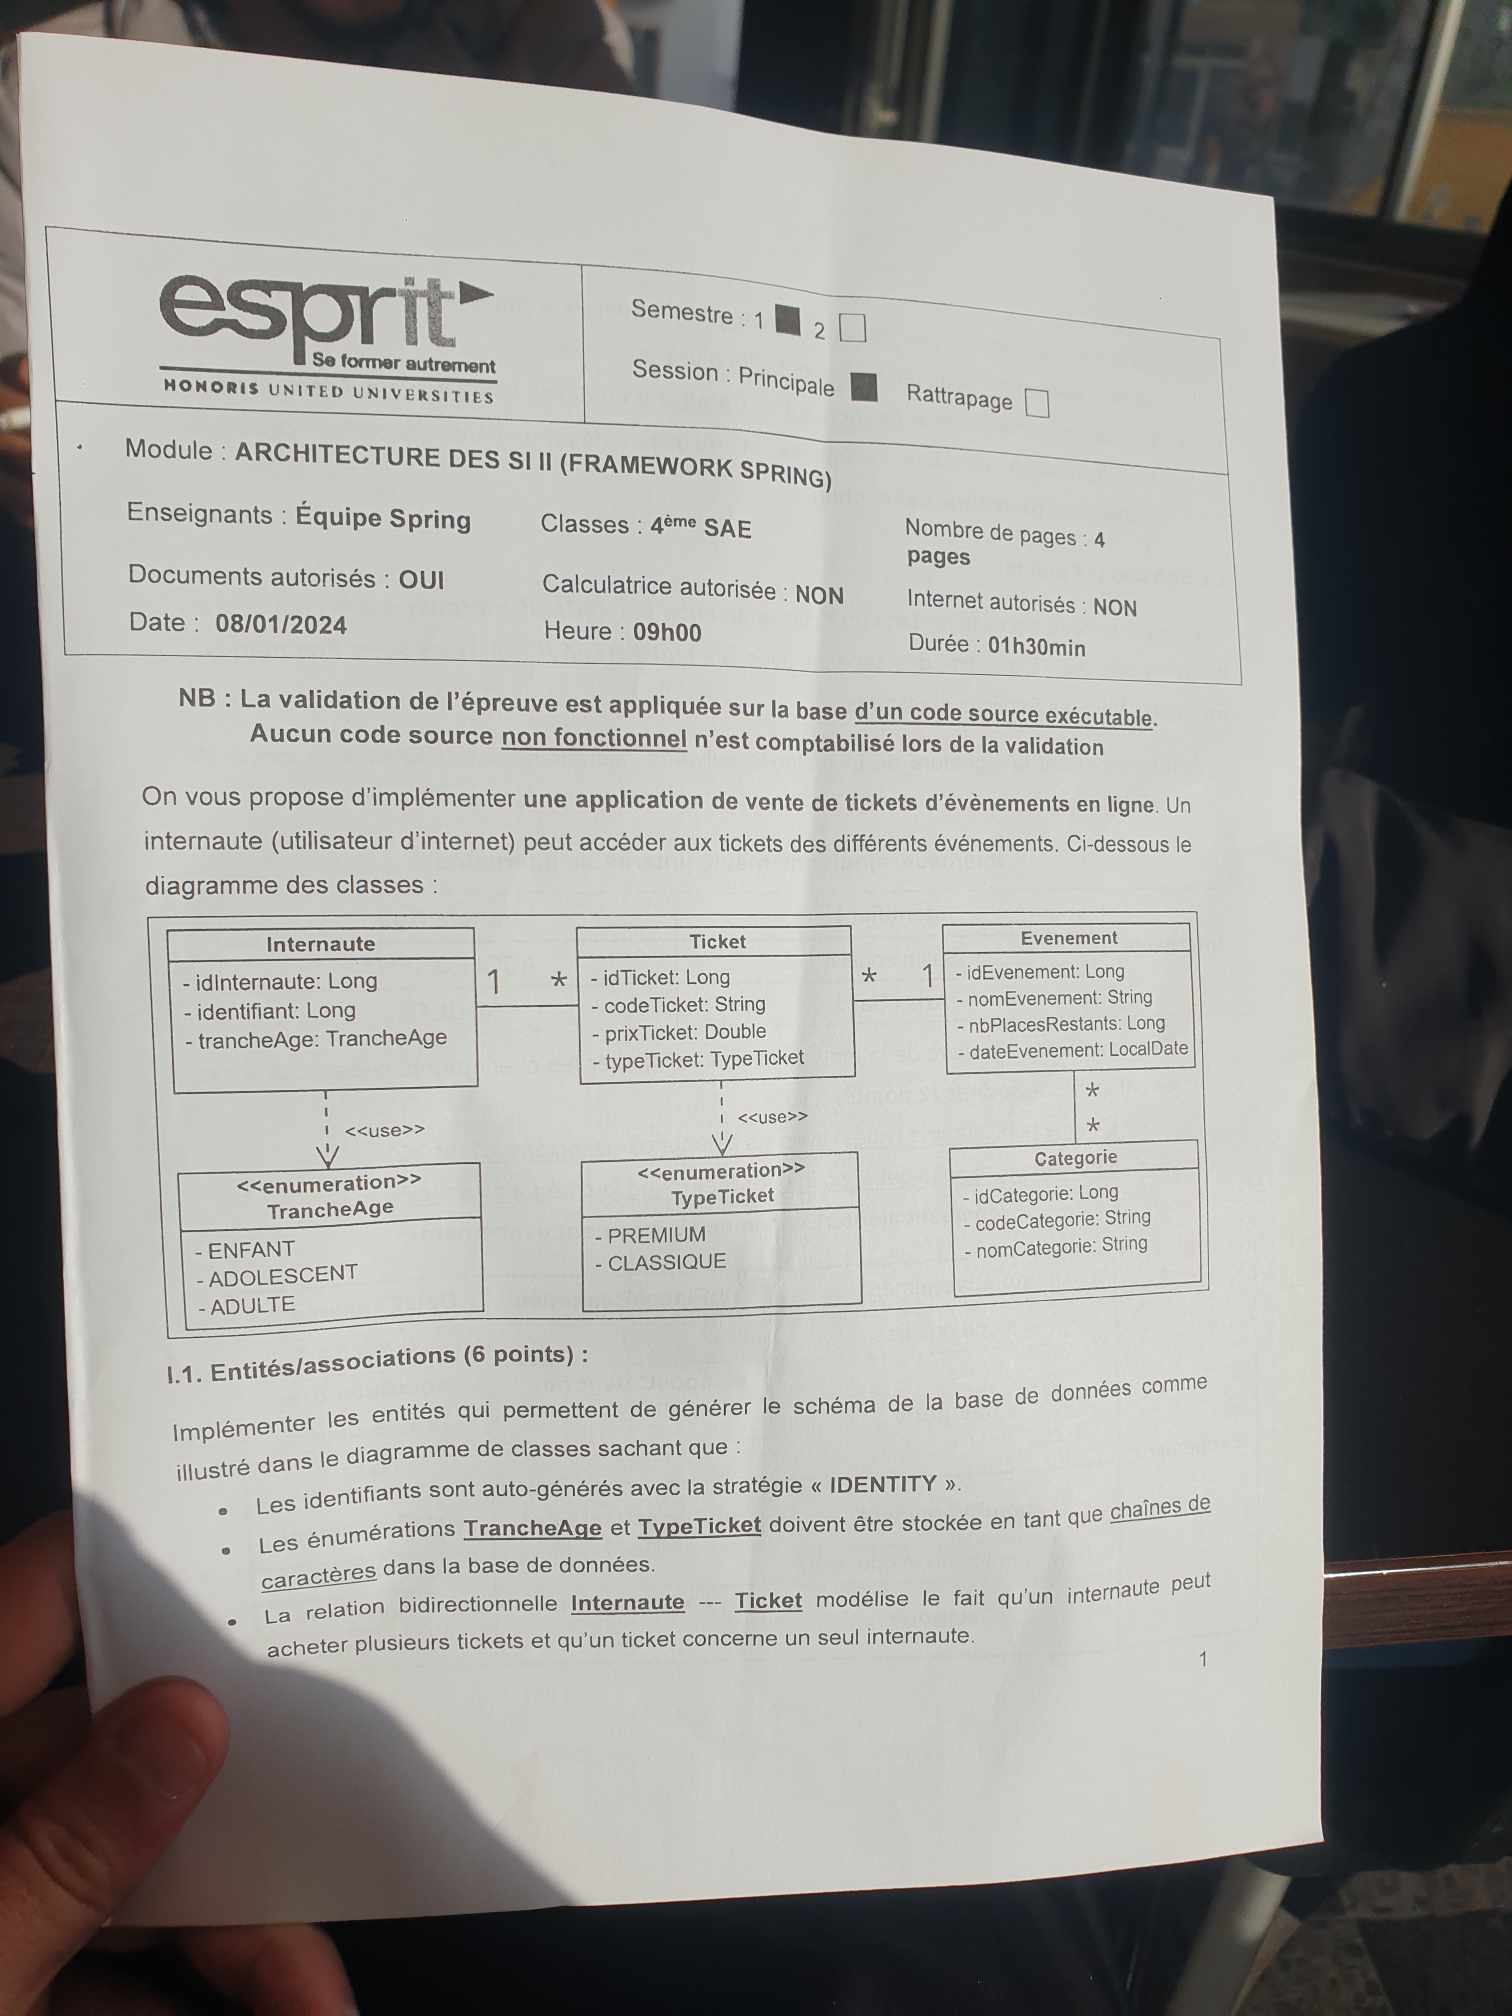 esprit
Se former autrement
HONORIS UNITED UNIVERSITIES
Semestre : 1 2
Session : Principale Rattrapage
Module : ARCHITECTURE DES SI II (FRAMEWORK SPRING)
Enseignants : Équipe Spring
Classes : 4ème SAE
Nombre de pages : 4
pages
Documents autorisés : OUI
Calculatrice autorisée : NON
Internet autorisés : NON
Date : 08/01/2024
Heure : 09h00
Durée : 01h30min
NB : La validation de l'épreuve est appliquée sur la base d'un code source exécutable.
Aucun code source non fonctionnel n'est comptabilisé lors de la validation
On vous propose d'implémenter une application de vente de tickets d'évènements en ligne. Un
internaute (utilisateur d'internet) peut accéder aux tickets des différents événements. Ci-dessous le
diagramme des classes :
Internaute
- idInternaute: Long
- identifiant: Long
- trancheAge: TrancheAge
1 *
Ticket
- idTicket: Long
- codeTicket: String
- prixTicket: Double
- typeTicket: TypeTicket
* 1
Evenement
- idEvenement: Long
- nomEvenement: String
- nbPlacesRestants: Long
- dateEvenement: LocalDate
<<use>>
<<use>>
*
*
<<enumeration>>
TrancheAge
- ENFANT
- ADOLESCENT
- ADULTE
<<enumeration>>
TypeTicket
- PREMIUM
- CLASSIQUE
Categorie
- idCategorie: Long
- codeCategorie: String
- nomCategorie: String
I.1. Entités/associations (6 points) :
Implémenter les entités qui permettent de générer le schéma de la base de données comme
illustré dans le diagramme de classes sachant que :
• Les identifiants sont auto-générés avec la stratégie « IDENTITY ».
• Les énumérations TrancheAge et TypeTicket doivent être stockée en tant que chaînes de
caractères dans la base de données.
• La relation bidirectionnelle Internaute --- Ticket modélise le fait qu'un internaute peut
acheter plusieurs tickets et qu'un ticket concerne un seul internaute.
1